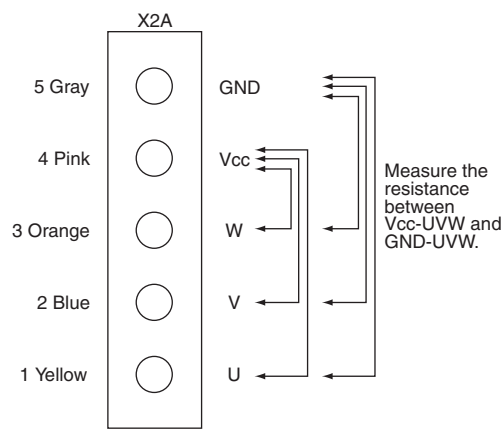 X2A
5 Gray GND
4 Pink Vcc
3 Orange W
2 Blue V
1 Yellow U
Measure the
resistance
between
Vcc-UVW and
GND-UVW.